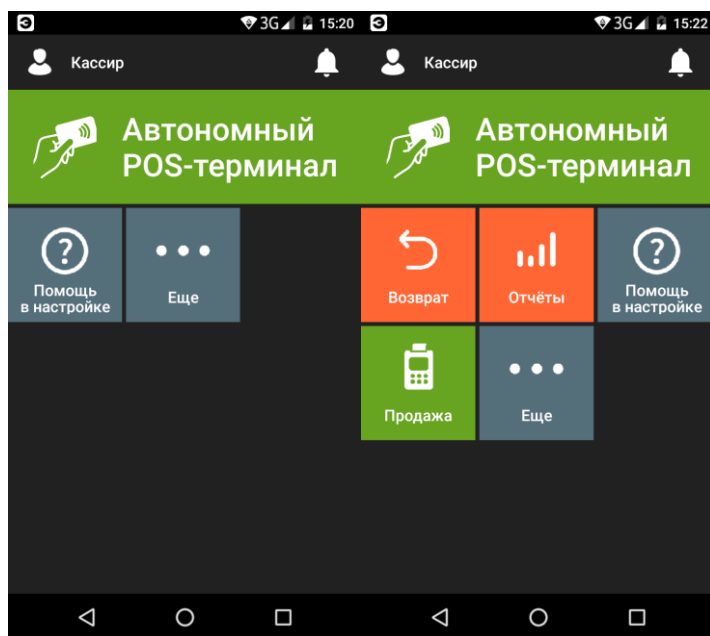 3G 15:20
Кассир
Автономный
POS-терминал
Помощь
в настройке
Еще
3G 15:22
Кассир
Автономный
POS-терминал
Возврат
Отчёты
Помощь
в настройке
Продажа
Еще